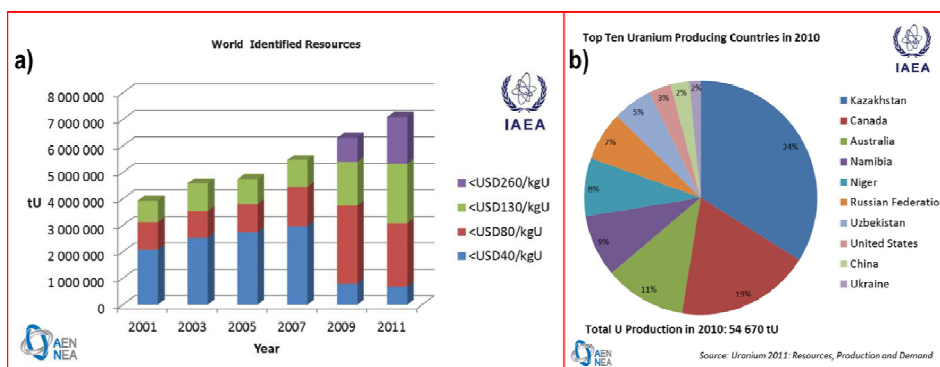 a)
World Identified Resources
IAEA
8 000 000
7 000 000
6 000 000
5 000 000
4 000 000
tU
3 000 000
2 000 000
1 000 000
0
2001 2003 2005 2007 2009 2011
Year
<USD260/kgU
<USD130/kgU
<USD80/kgU
<USD40/kgU
AEN
NEA
b)
Top Ten Uranium Producing Countries in 2010
IAEA
34%
19%
11%
9%
8%
7%
5%
3%
2%
2%
Kazakhstan
Canada
Australia
Namibia
Niger
Russian Federation
Uzbekistan
United States
China
Ukraine
Total U Production in 2010: 54 670 tU
AEN
NEA
Source: Uranium 2011: Resources, Production and Demand